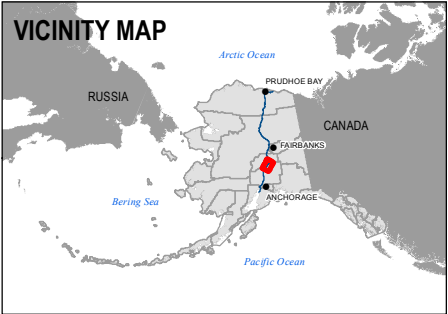 VICINITY MAP
Arctic Ocean
PRUDHOE BAY
RUSSIA
CANADA
FAIRBANKS
ANCHORAGE
Bering Sea
Pacific Ocean